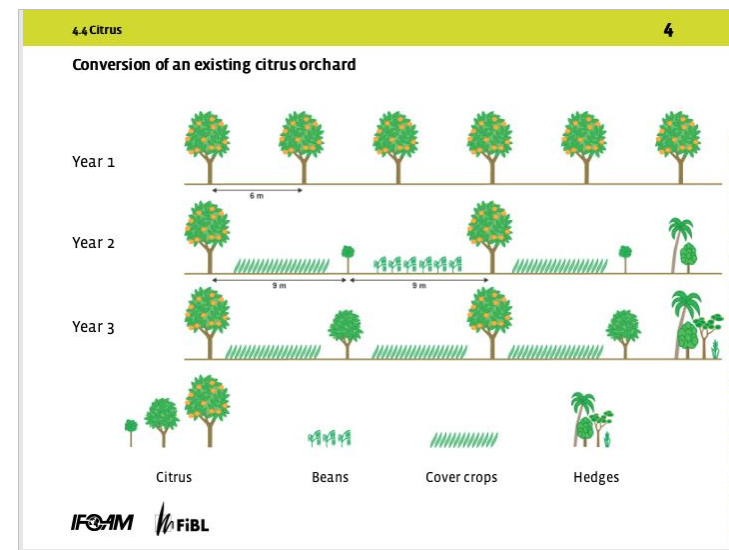 4.4 Citrus
4
Conversion of an existing citrus orchard
Year 1
6 m
Year 2
9 m
9 m
Year 3
Citrus
Beans
Cover crops
Hedges
IFOAM
FiBL